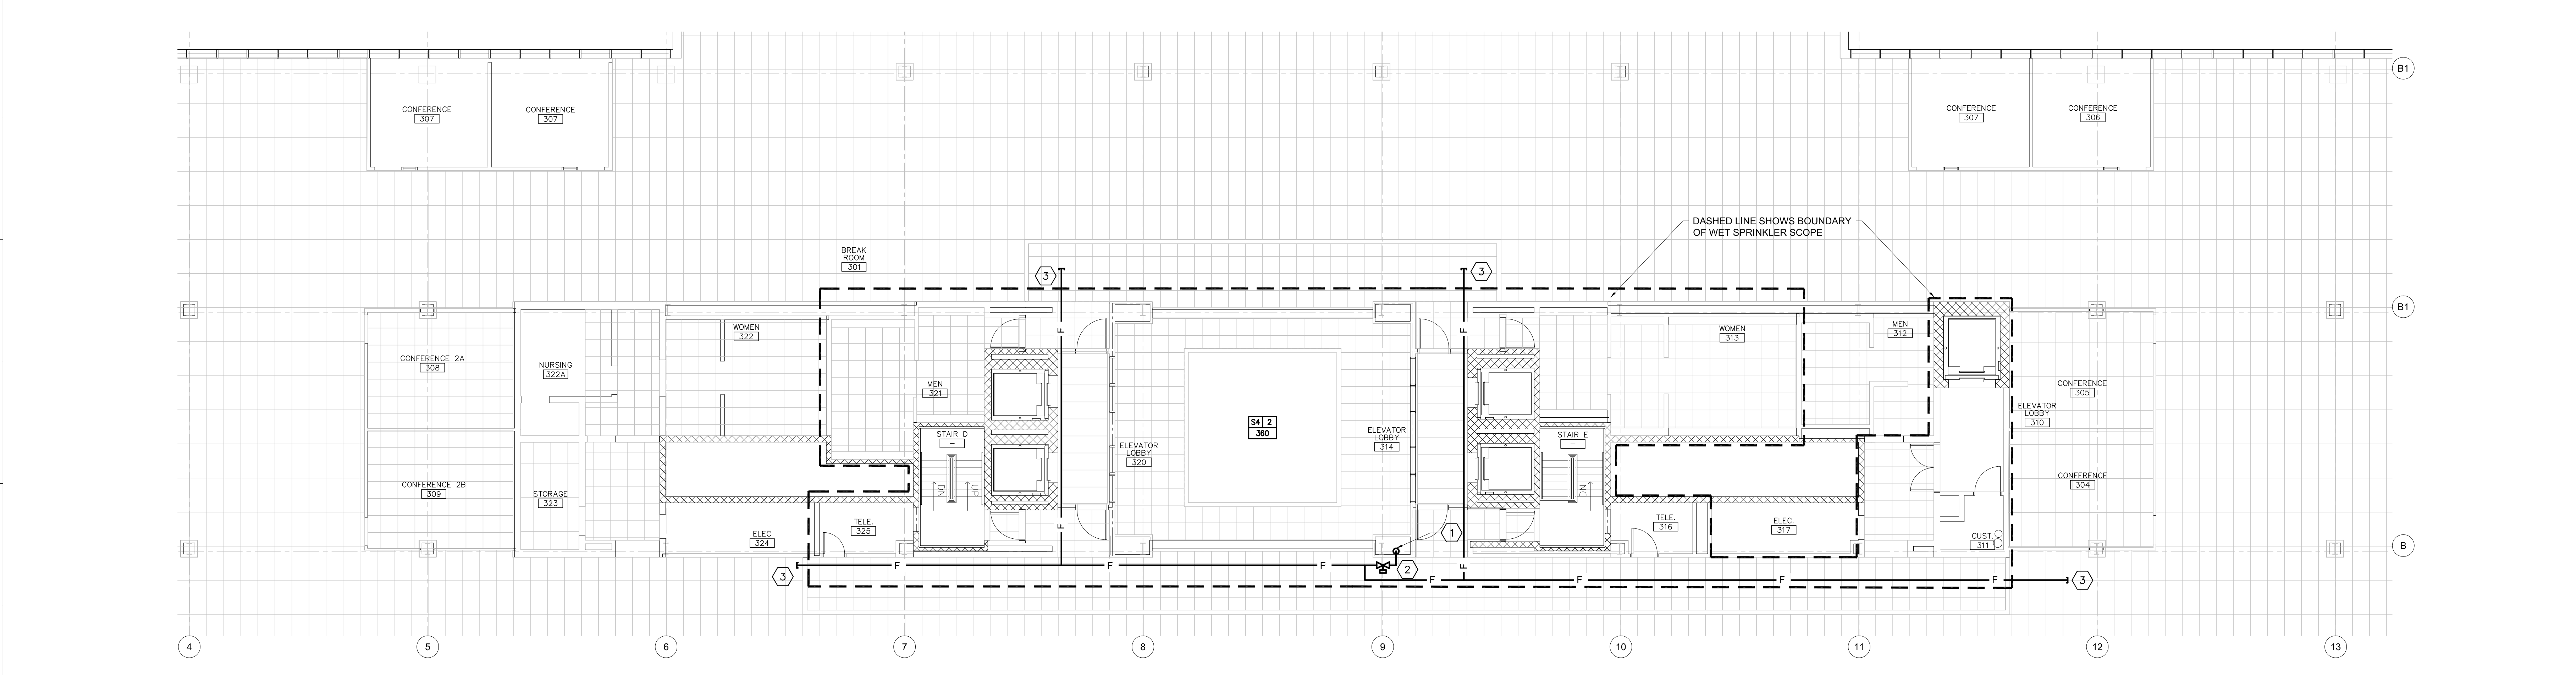 B1
CONFERENCE
307
CONFERENCE
307
CONFERENCE
307
CONFERENCE
306
DASHED LINE SHOWS BOUNDARY
OF WET SPRINKLER SCOPE
BREAK
ROOM
301
3
3
B1
F
F
WOMEN
322
WOMEN
313
MEN
312
CONFERENCE 2A
308
NURSING
322A
MEN
321
CONFERENCE
305
ELEVATOR
LOBBY
310
S4 2
360
STAIR D
-
ELEVATOR
LOBBY
320
ELEVATOR
LOBBY
314
STAIR E
-
CONFERENCE 2B
309
STORAGE
323
DN
UP
DN
CONFERENCE
304
ELEC
324
TELE.
325
F
1
TELE.
316
ELEC.
317
CUST.
311
B
3
F
F
F
2
F
F
F
F
F
3
4
5
6
7
8
9
10
11
12
13